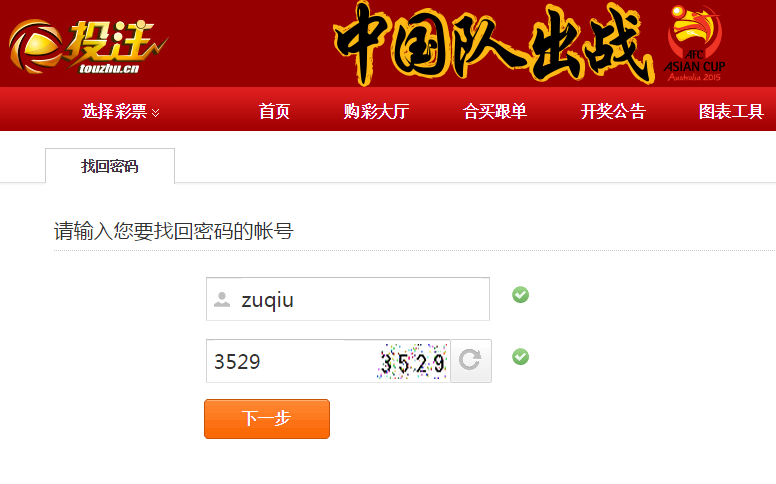 投注
touzhu.cn
中国队出战
AFC
ASIAN CUP
Australia 2015
选择彩票 首页 购彩大厅 合买跟单 开奖公告 图表工具
找回密码
请输入您要找回密码的帐号
zuqiu
3529 3529
下一步